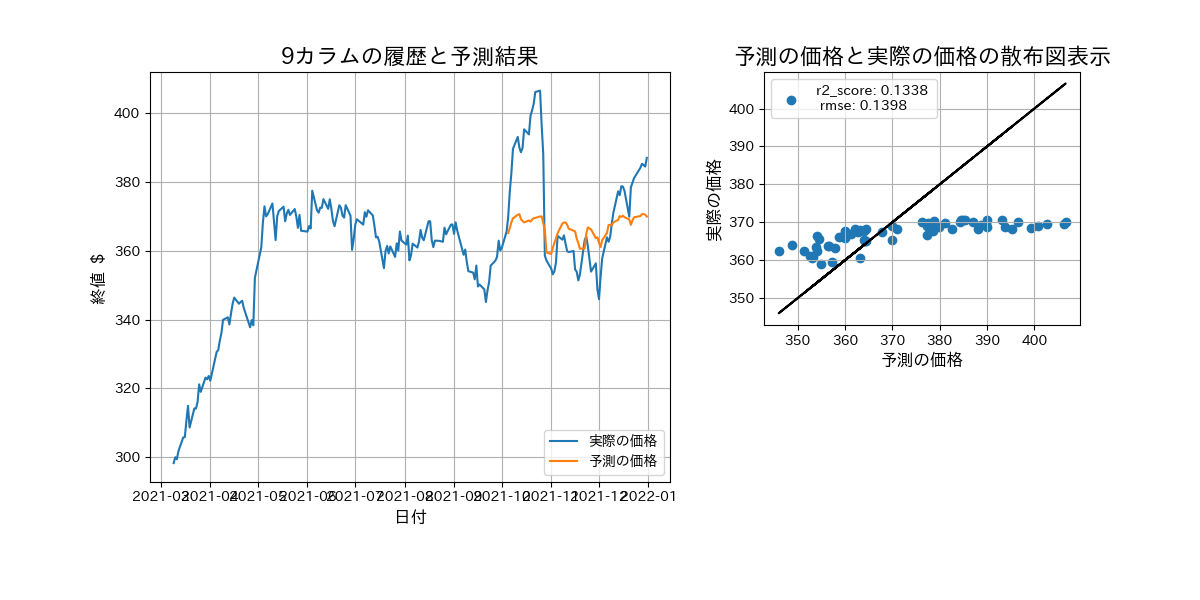 9カラムの履歴と予測結果
400
380
360
340
320
300
終値 $
2021-03
2021-04
2021-05
2021-06
2021-07
2021-08
2021-09
2021-10
2021-11
2021-12
2022-01
日付
実際の価格
予測の価格
予測の価格と実際の価格の散布図表示
r2_score: 0.1338
rmse: 0.1398
400
390
380
370
360
350
実際の価格
350
360
370
380
390
400
予測の価格